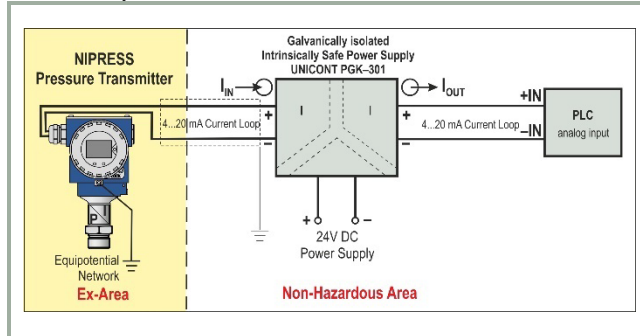 Galvanically isolated
Intrinsically Safe Power Supply
UNICONT PGK–301
NIPRESS
Pressure Transmitter
IIN
IOUT
+IN
I
I
+
+
PLC
4...20 mA Current Loop
4...20 mA Current Loop
–IN
analog input
–
–
P
I
+
–
24V DC
Power Supply
Equipotential
Network
Ex-Area
Non-Hazardous Area